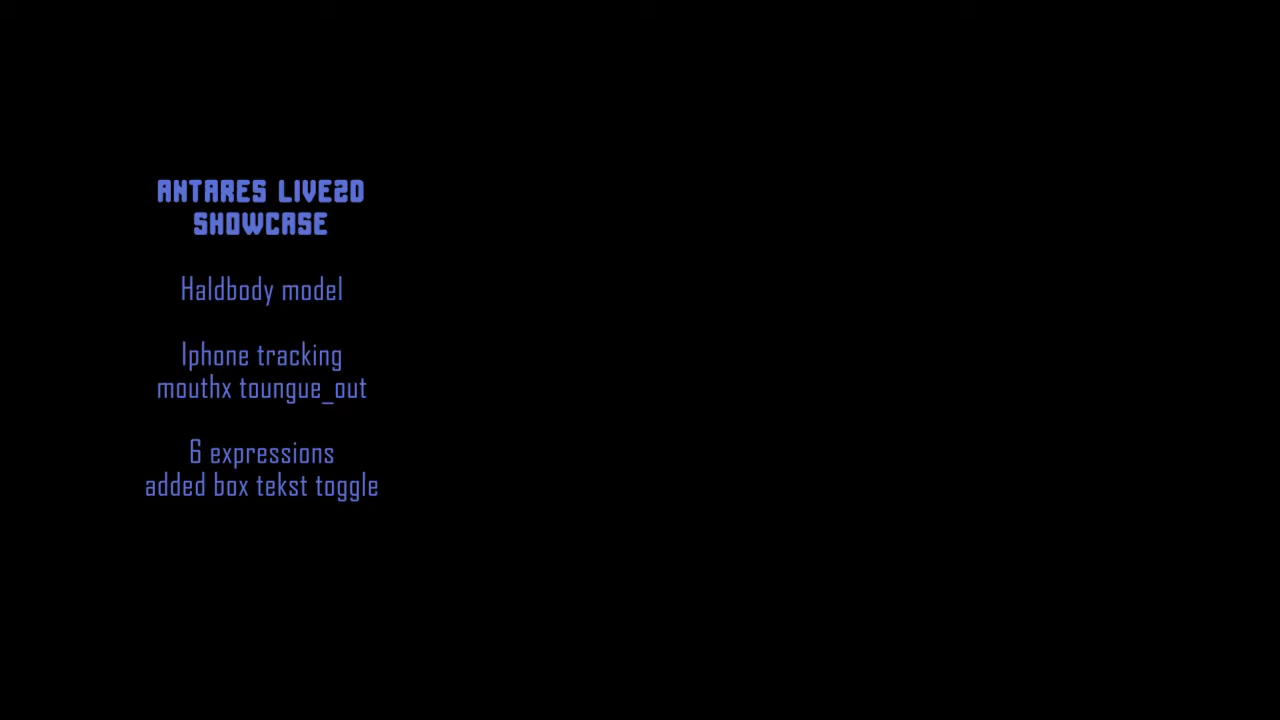 ANTARES LIVE2D
SHOWCASE
Haldbody model
Iphone tracking
mouthx toungue_out
6 expressions
added box tekst toggle